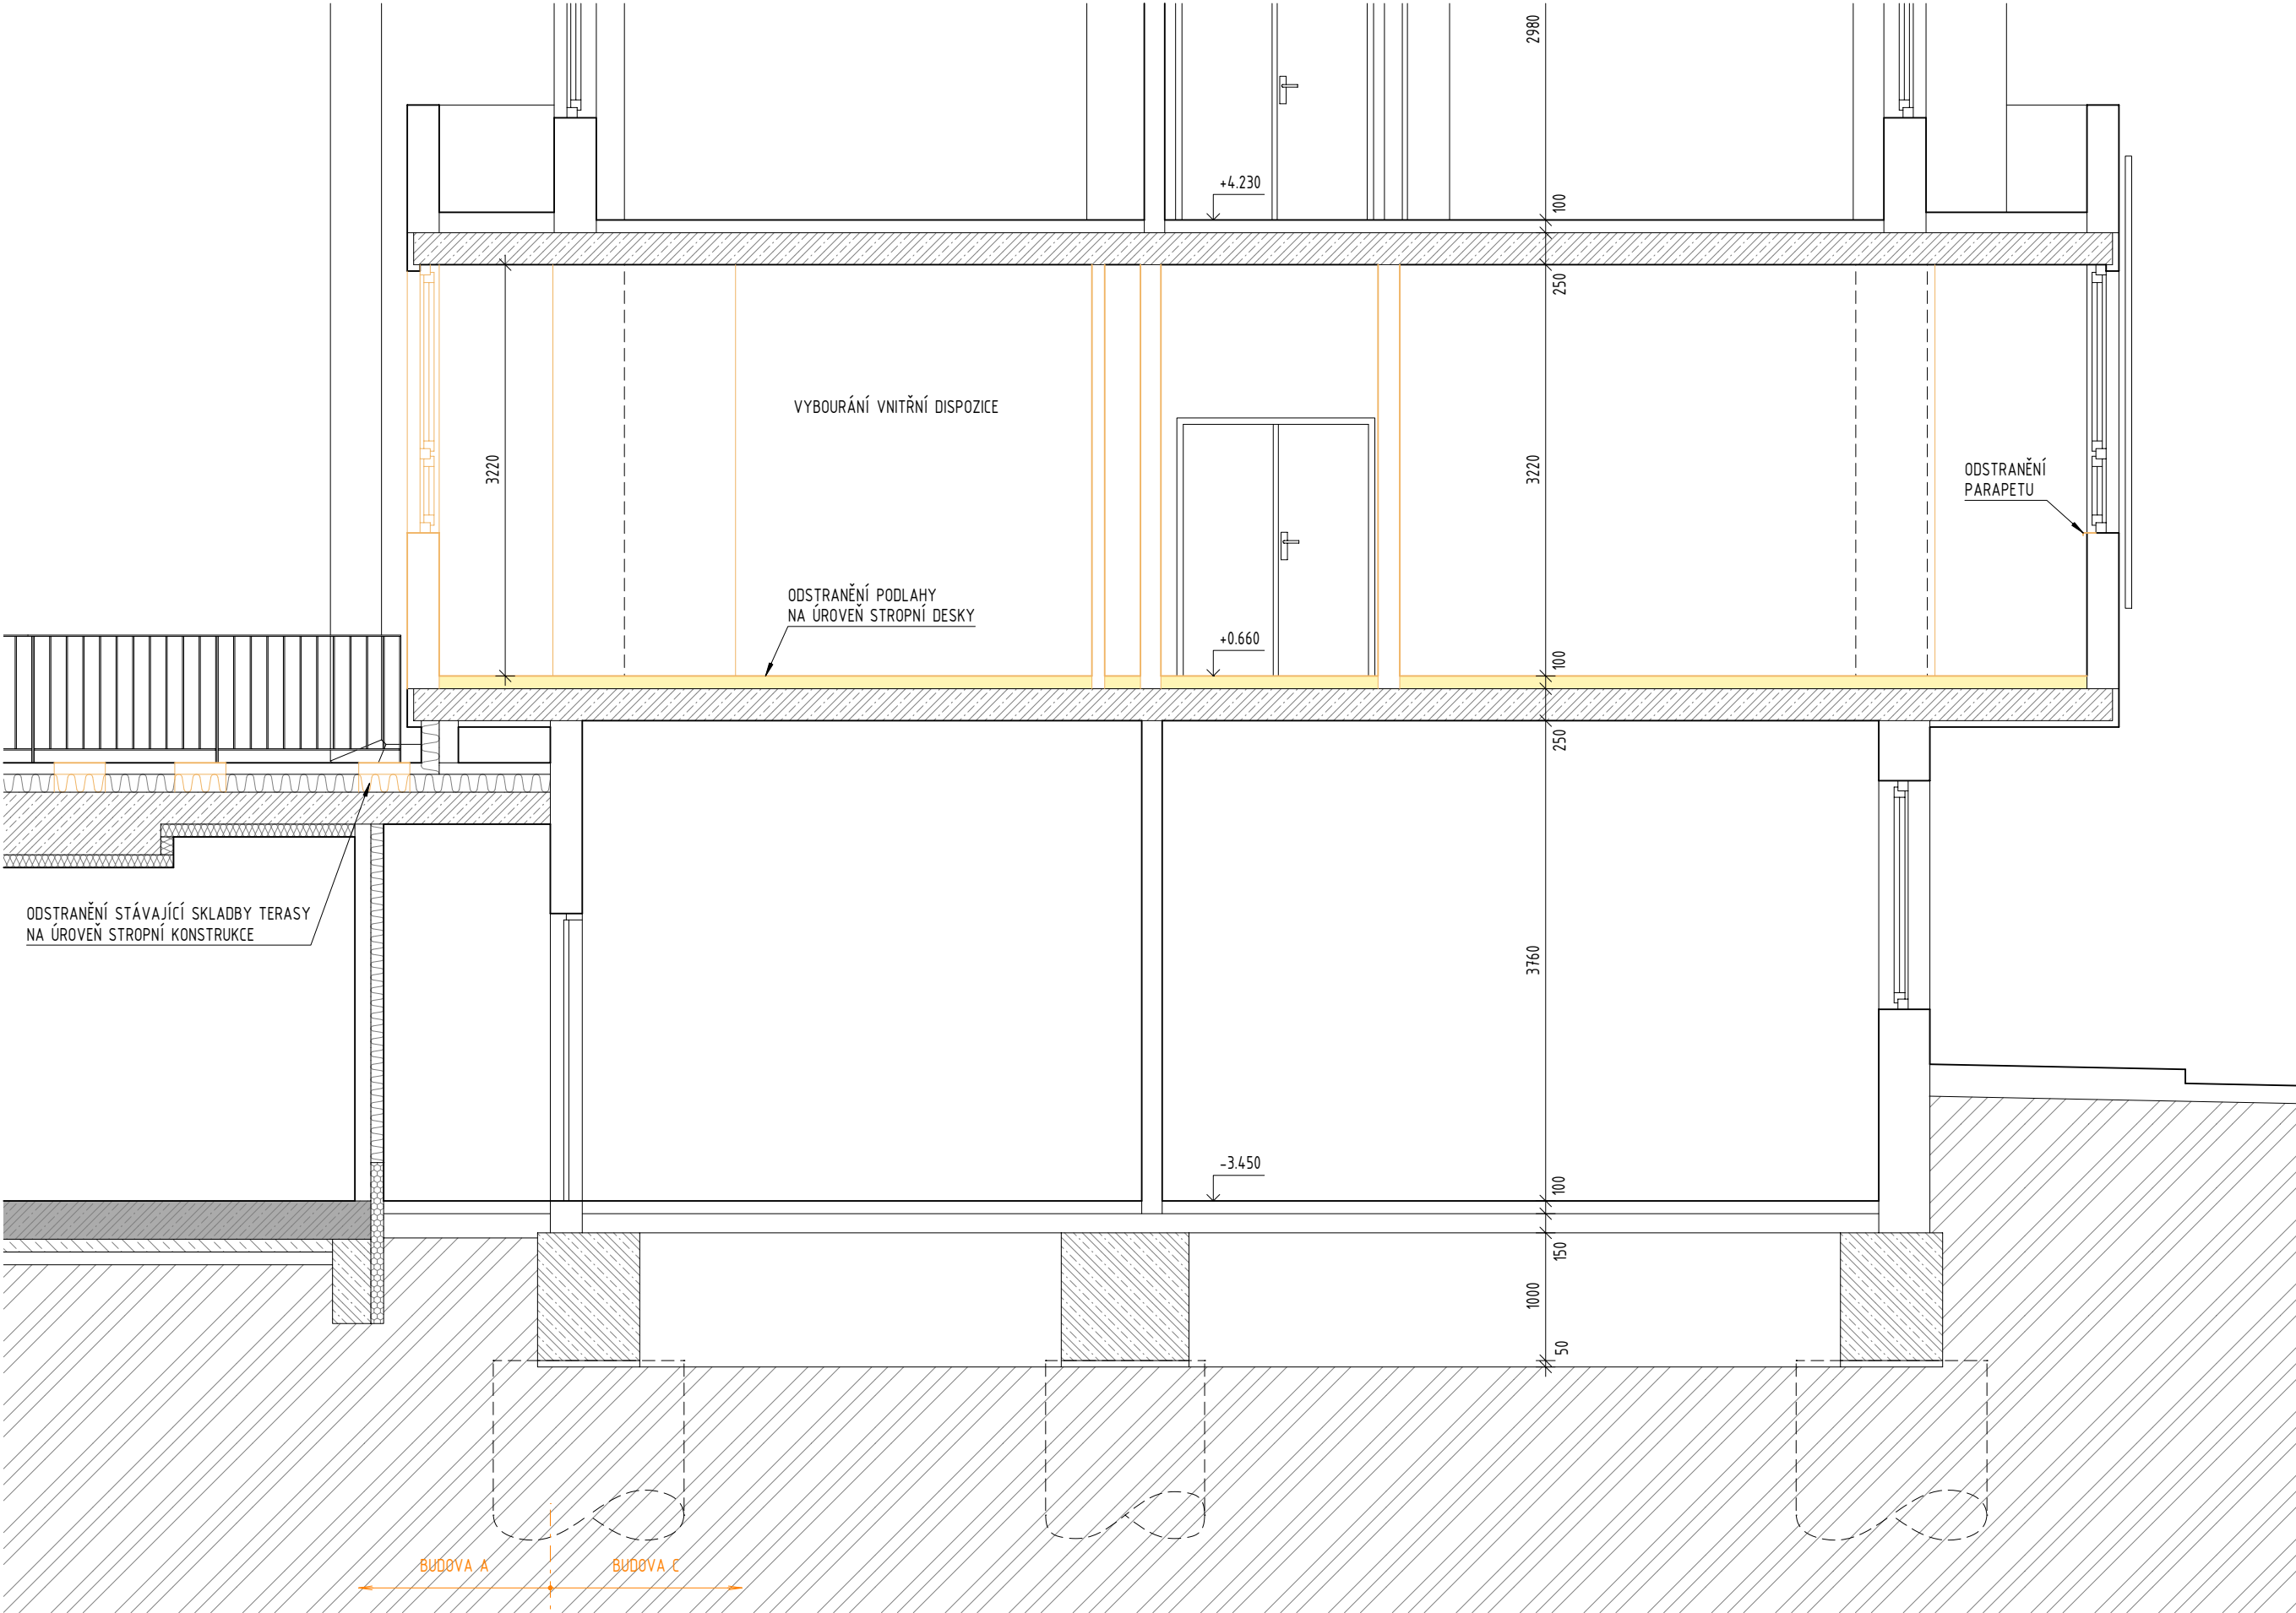 2980
+4.230
100
250
VYBOURÁNÍ VNITŘNÍ DISPOZICE
3220
3220
ODSTRANĚNÍ
PARAPETU
ODSTRANĚNÍ PODLAHY
NA ÚROVEŇ STROPNÍ DESKY
+0.660
100
250
ODSTRANĚNÍ STÁVAJÍCÍ SKLADBY TERASY
NA ÚROVEŇ STROPNÍ KONSTRUKCE
3760
-3.450
100
150
1000
50
BUDOVA A
BUDOVA C